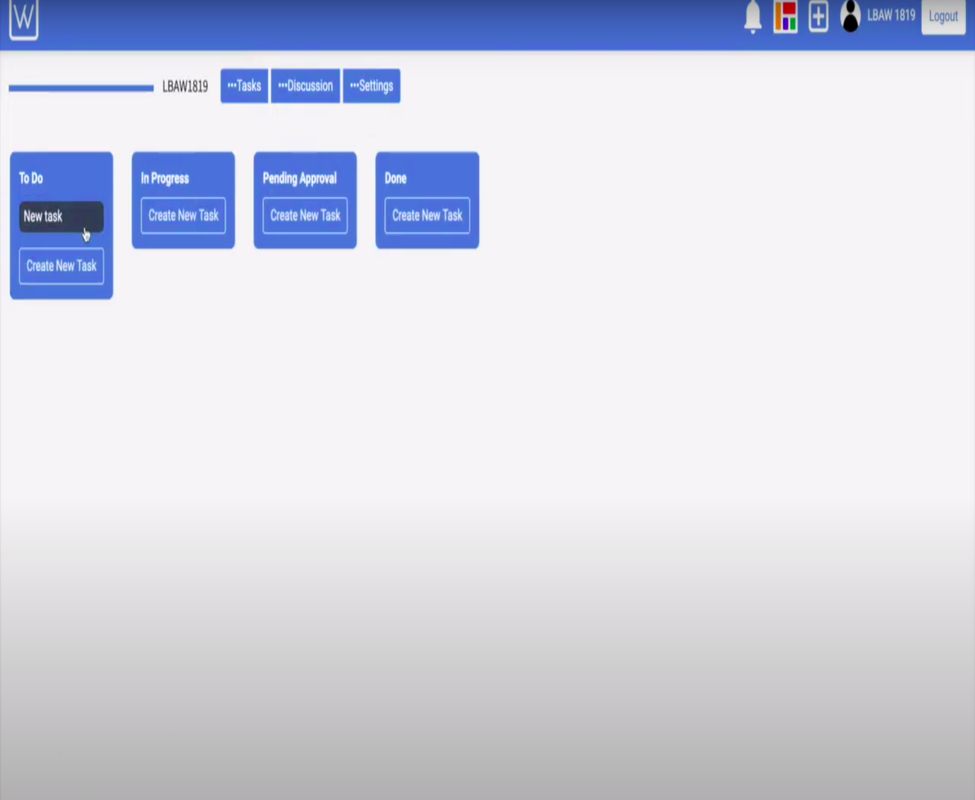 W
LBAW 1819
Logout
LBAW1819
···Tasks
···Discussion
···Settings
To Do
New task
Create New Task
In Progress
Create New Task
Pending Approval
Create New Task
Done
Create New Task